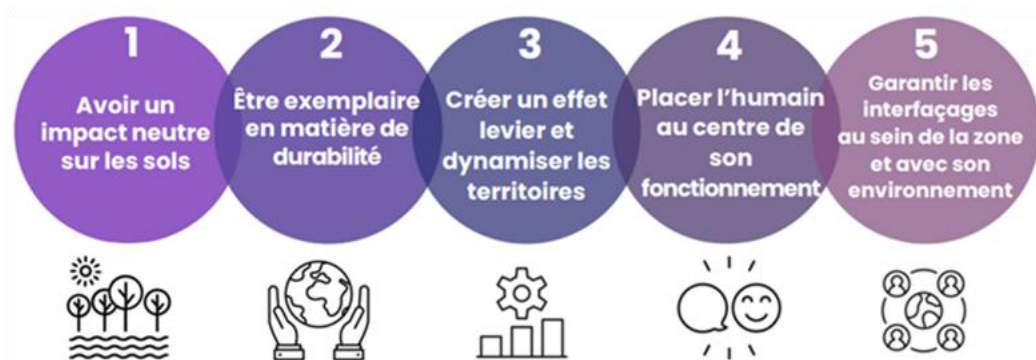 1
Avoir un
impact neutre
sur les sols
2
Être exemplaire
en matière de
durabilité
3
Créer un effet
levier et
dynamiser les
territoires
4
Placer l’humain
au centre de
son
fonctionnement
5
Garantir les
interfaçages
au sein de la zone
et avec son
environnement